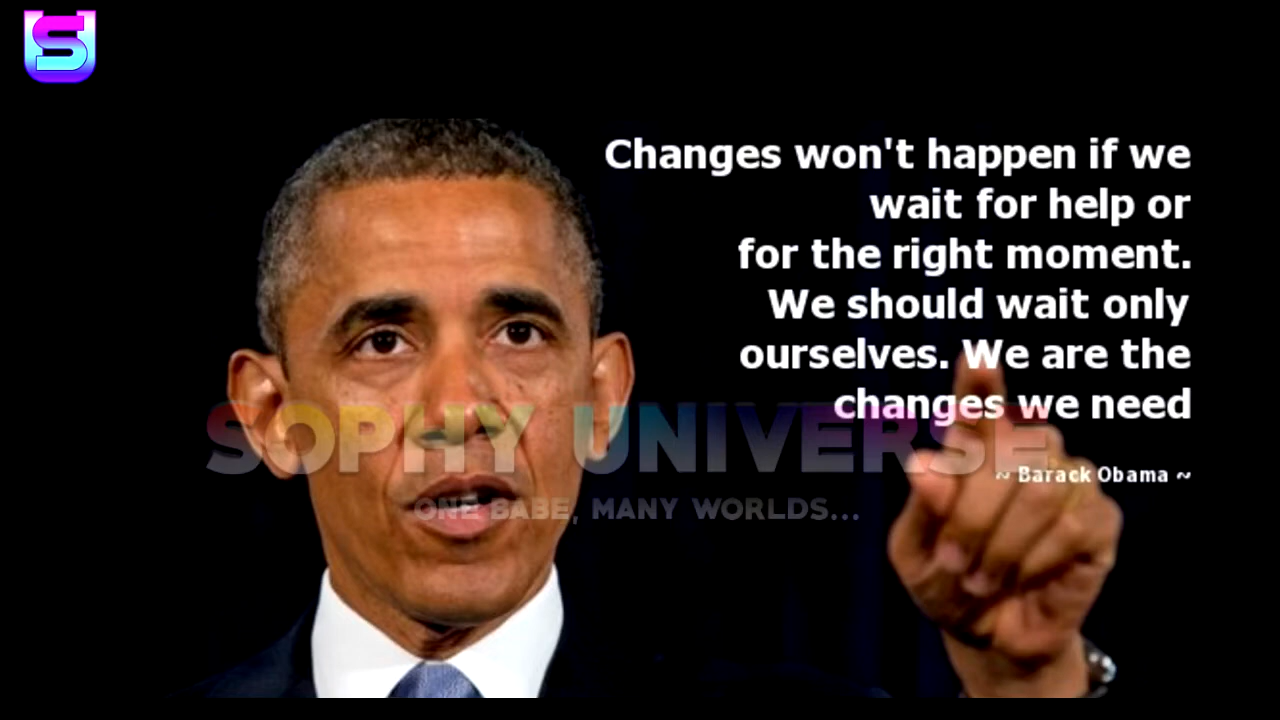 S
Changes won't happen if we
wait for help or
for the right moment.
We should wait only
ourselves. We are the
changes we need
SOPHY UNIVERSE
~ Barack Obama ~
ONE BABE, MANY WORLDS...